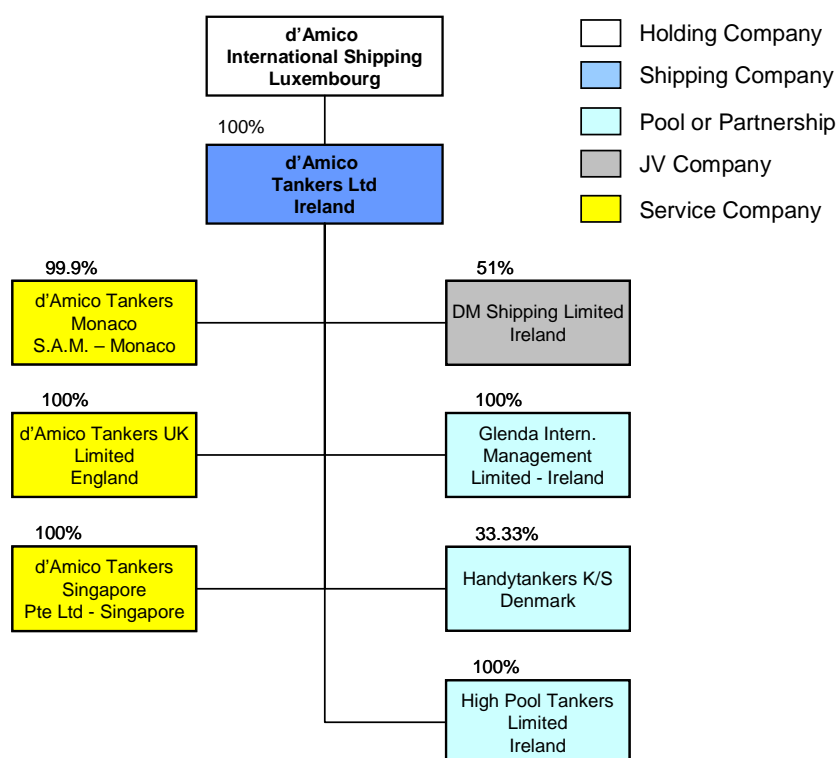 d'Amico
International Shipping
Luxembourg
Holding Company
Shipping Company
Pool or Partnership
JV Company
Service Company
100%
d'Amico
Tankers Ltd
Ireland
99.9%
d'Amico Tankers
Monaco
S.A.M. – Monaco
51%
DM Shipping Limited
Ireland
100%
d'Amico Tankers UK
Limited
England
100%
Glenda Intern.
Management
Limited - Ireland
100%
d'Amico Tankers
Singapore
Pte Ltd - Singapore
33.33%
Handytankers K/S
Denmark
100%
High Pool Tankers
Limited
Ireland